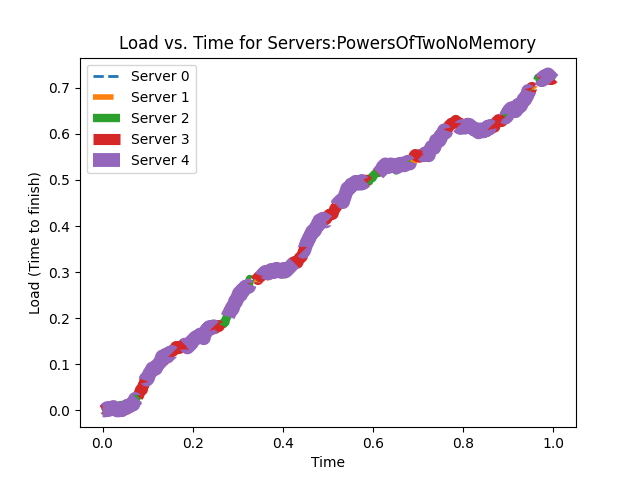 Load vs. Time for Servers:PowersOfTwoNoMemory
Server 0
Server 1
Server 2
Server 3
Server 4
Load (Time to finish)
0.7
0.6
0.5
0.4
0.3
0.2
0.1
0.0
0.0 0.2 0.4 0.6 0.8 1.0
Time